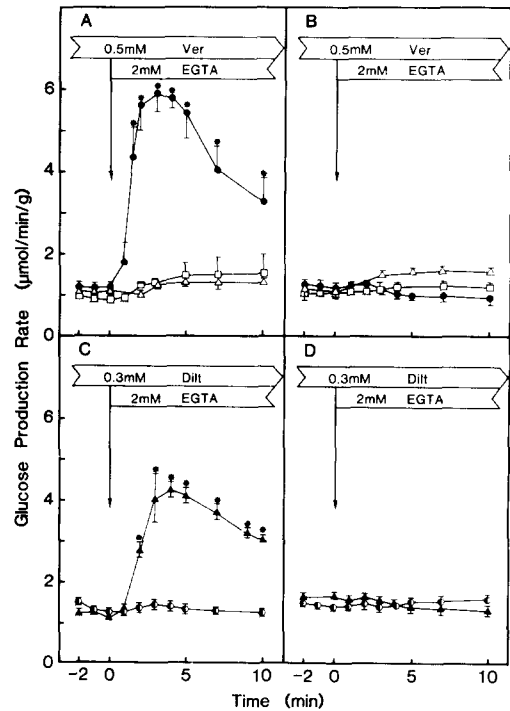 A
0.5mM Ver
2mM EGTA
B
0.5mM Ver
2mM EGTA
C
0.3mM Dilt
2mM EGTA
D
0.3mM Dilt
2mM EGTA
Glucose Production Rate (μmol/min/g)
6
4
2
0
6
4
2
0
-2 0 5 10
-2 0 5 10
Time (min)